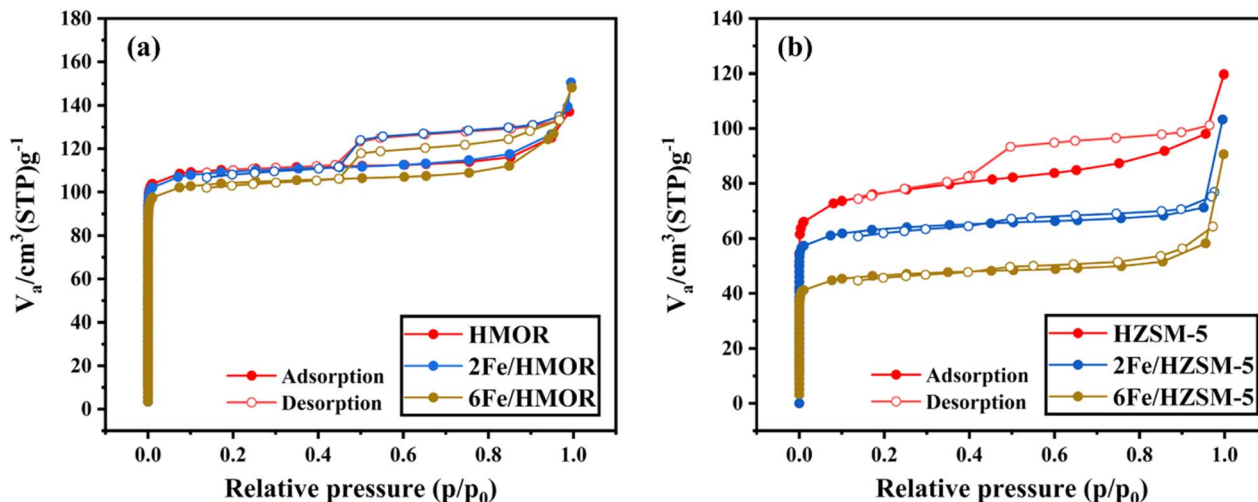 (a)
180
160
140
120
100
80
60
40
20
0
Va/cm³(STP)g⁻¹
HMOR
2Fe/HMOR
6Fe/HMOR
Adsorption
Desorption
0.0 0.2 0.4 0.6 0.8 1.0
Relative pressure (p/p₀)
(b)
140
120
100
80
60
40
20
0
Va/cm³(STP)g⁻¹
HZSM-5
2Fe/HZSM-5
6Fe/HZSM-5
Adsorption
Desorption
0.0 0.2 0.4 0.6 0.8 1.0
Relative pressure (p/p₀)